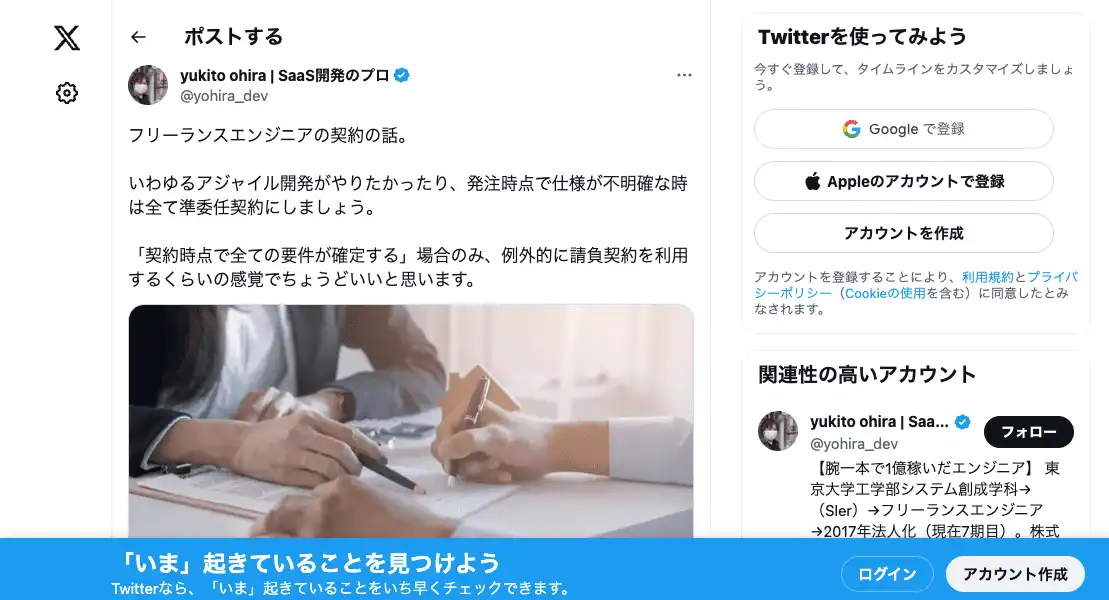 ポストする
yukito ohira | SaaS開発のプロ
@yohira_dev
フリーランスエンジニアの契約の話。
いわゆるアジャイル開発がやりたかったり、発注時点で仕様が不明確な時
は全て準委任契約にしましょう。
「契約時点で全ての要件が確定する」場合のみ、例外的に請負契約を利用
するくらいの感覚でちょうどいいと思います。
Twitterを使ってみよう
今すぐ登録して、タイムラインをカスタマイズしましょ
う。
Google で登録
Appleのアカウントで登録
アカウントを作成
アカウントを登録することにより、利用規約とプライバ
シーポリシー（Cookieの使用を含む）に同意したとみ
なされます。
関連性の高いアカウント
yukito ohira | Saa...
@yohira_dev
フォロー
【腕一本で1億稼いだエンジニア】 東
京大学工学部システム創成学科→
（SIer）→フリーランスエンジニア
→2017年法人化（現在7期目）。株式
「いま」起きていることを見つけよう
Twitterなら、「いま」起きていることをいち早くチェックできます。
ログイン
アカウント作成